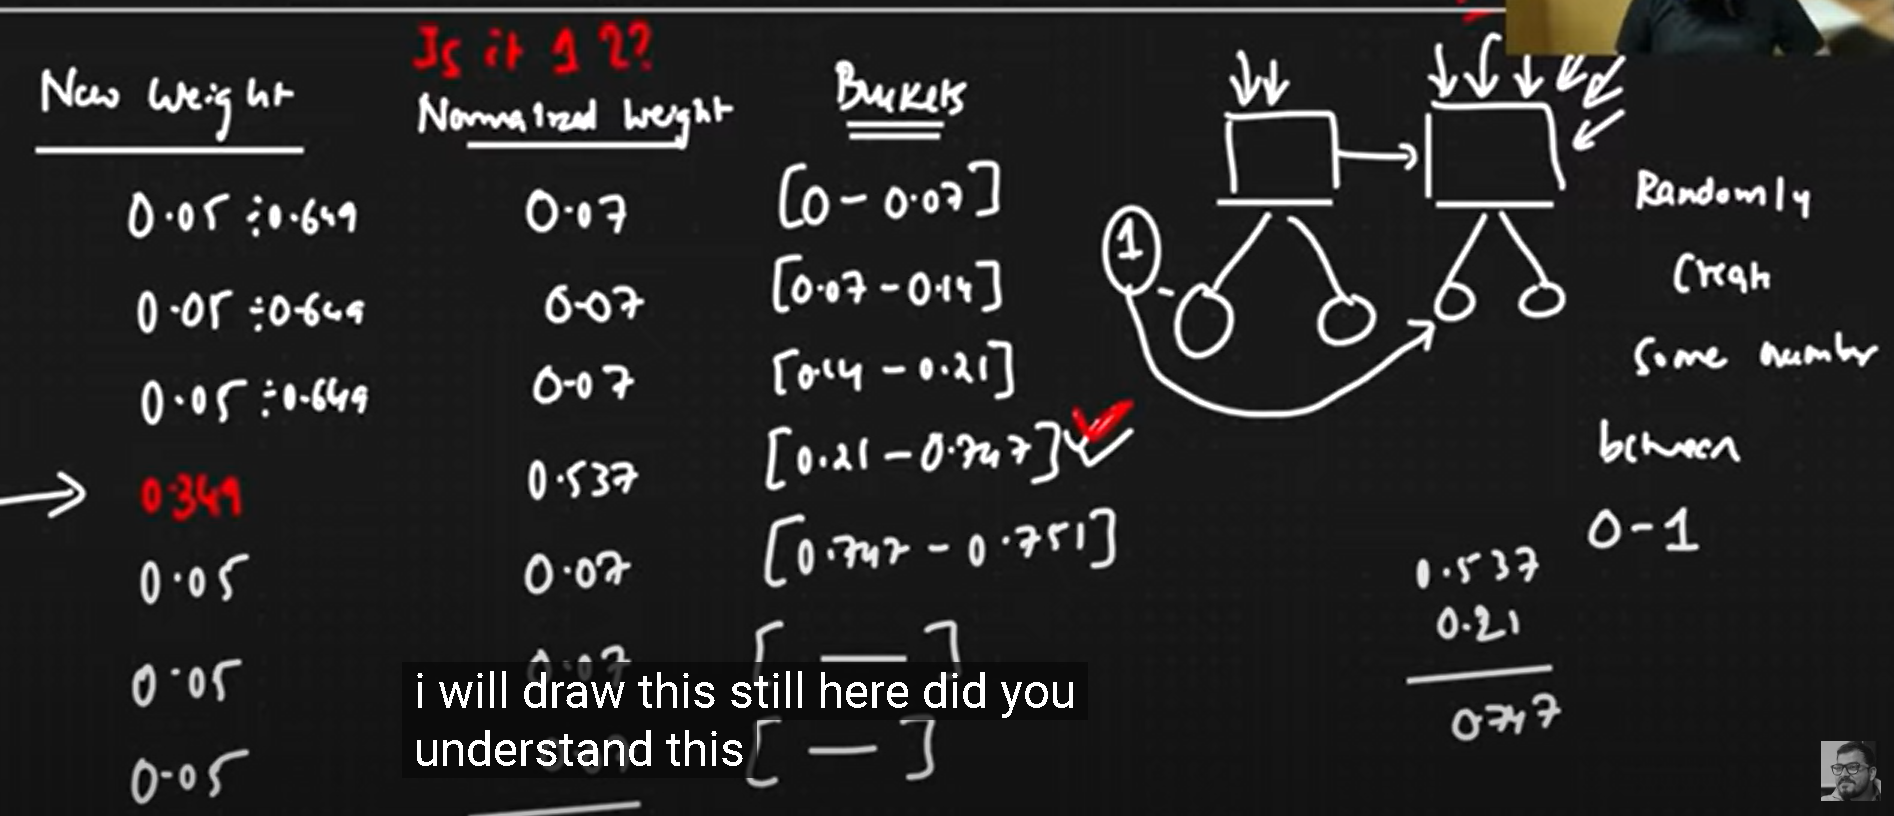 Is it 1 ??
New Weight Normalized Weight Buckets
0.05 ÷0.649 0.07 [0 - 0.07]
0.05 ÷0.649 0.07 [0.07 - 0.14]
0.05 ÷0.649 0.07 [0.14 - 0.21]
0.349 0.537 [0.21 - 0.747]
0.05 0.07 [0.747 - 0.751]
0.05 0.07 [ — ]
0.05 [ — ]
1
Randomly
Create
Some number
between
0-1
0.537
0.21
0.747
i will draw this still here did you
understand this